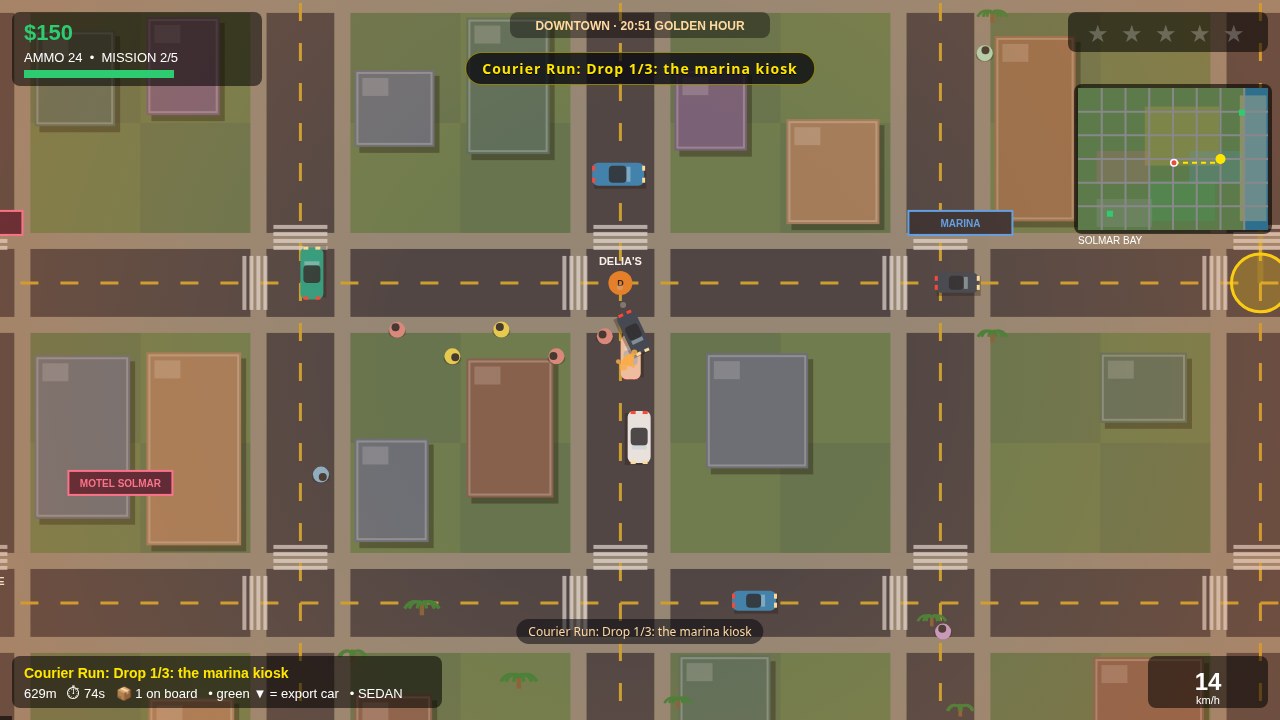 $150
AMMO 24 • MISSION 2/5
DOWNTOWN · 20:51 GOLDEN HOUR
Courier Run: Drop 1/3: the marina kiosk
MARINA
SOLMAR BAY
DELIA'S
D
MOTEL SOLMAR
E
Courier Run: Drop 1/3: the marina kiosk
Courier Run: Drop 1/3: the marina kiosk
629m ⏱ 74s 📦 1 on board • green ▼ = export car • SEDAN
14
km/h